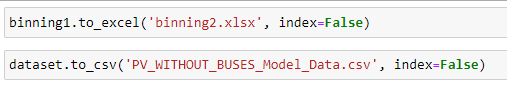 binning1.to_excel('binning2.xlsx', index=False)
dataset.to_csv('PV_WITHOUT_BUSES_Model_Data.csv', index=False)